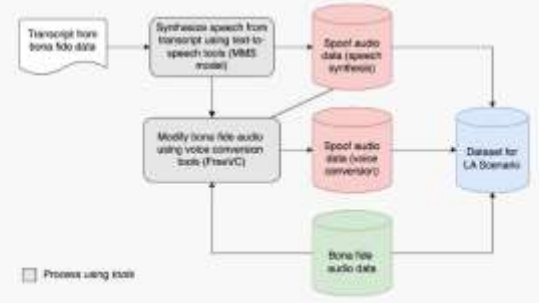 Transcript from
bona fido data
Synthesize speech from
transcript using text-to-
speech tools (MMS
model)
Spoof audio
data (speech
synthesis)
Modify bona fide audio
using voice conversion
tools (FreeVC)
Spoof audio
data (voice
conversion)
Dataset for
LA Scenario
Bona fide
audio data
Process using tools